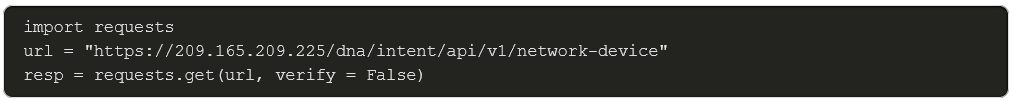 import requests
url = "https://209.165.209.225/dna/intent/api/v1/network-device"
resp = requests.get(url, verify = False)